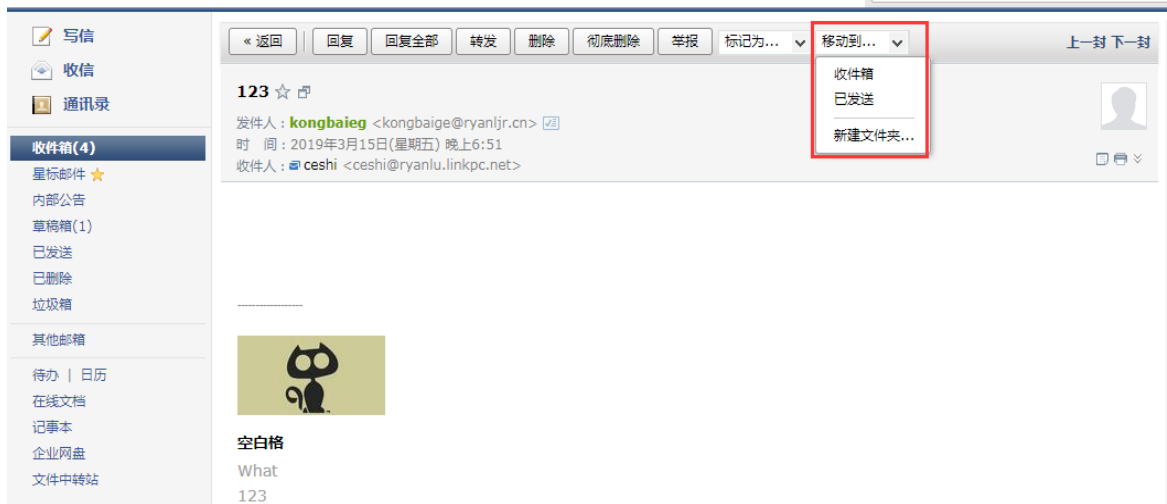 写信
收信
通讯录
收件箱(4)
星标邮件
内部公告
草稿箱(1)
已发送
已删除
垃圾箱
其他邮箱
待办 | 日历
在线文档
记事本
企业网盘
文件中转站
« 返回 回复 回复全部 转发 删除 彻底删除 举报 标记为... 移动到... 上一封 下一封
收件箱
已发送
新建文件夹...
123
发件人：kongbaieg <kongbaige@ryanljr.cn>
时 间：2019年3月15日(星期五) 晚上6:51
收件人：ceshi <ceshi@ryanlu.linkpc.net>
------------------
空白格
What
123